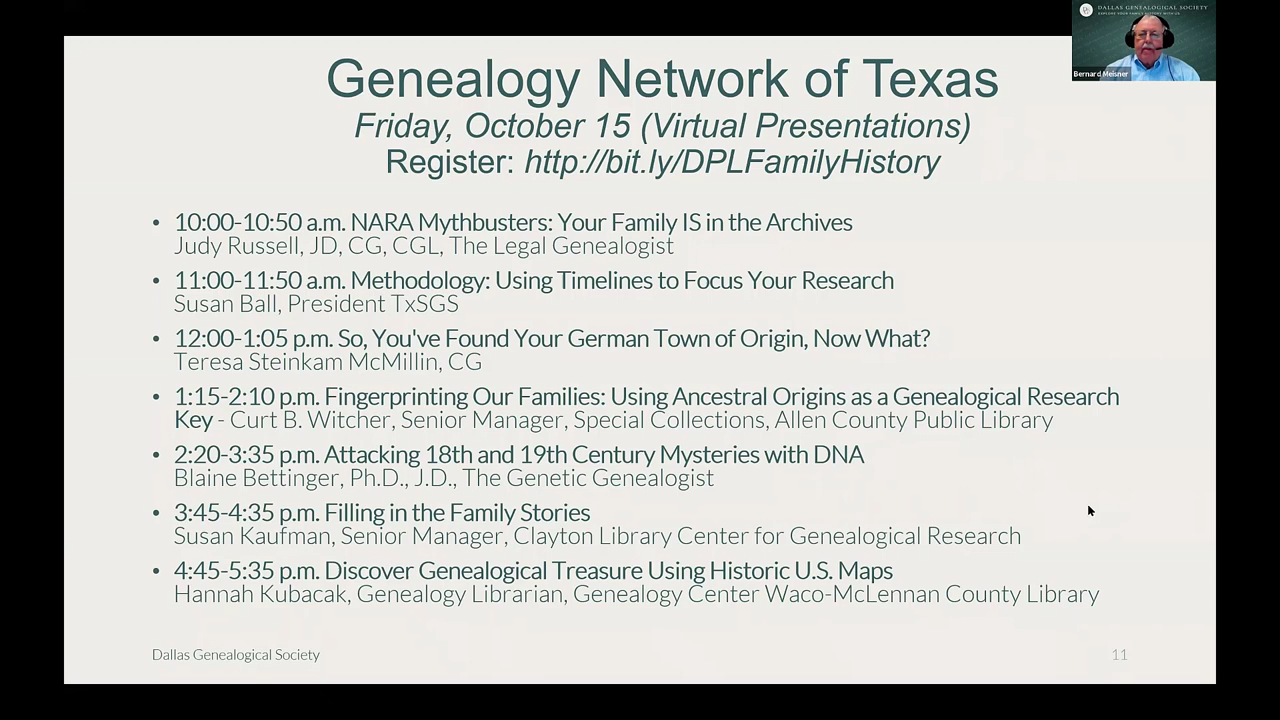 DALLAS GENEALOGICAL SOCIETY
Bernard Meisner
Genealogy Network of Texas
Friday, October 15 (Virtual Presentations)
Register: http://bit.ly/DPLFamilyHistory
• 10:00-10:50 a.m. NARA Mythbusters: Your Family IS in the Archives
Judy Russell, JD, CG, CGL, The Legal Genealogist
• 11:00-11:50 a.m. Methodology: Using Timelines to Focus Your Research
Susan Ball, President TxSGS
• 12:00-1:05 p.m. So, You've Found Your German Town of Origin, Now What?
Teresa Steinkam McMillin, CG
• 1:15-2:10 p.m. Fingerprinting Our Families: Using Ancestral Origins as a Genealogical Research
Key - Curt B. Witcher, Senior Manager, Special Collections, Allen County Public Library
• 2:20-3:35 p.m. Attacking 18th and 19th Century Mysteries with DNA
Blaine Bettinger, Ph.D., J.D., The Genetic Genealogist
• 3:45-4:35 p.m. Filling in the Family Stories
Susan Kaufman, Senior Manager, Clayton Library Center for Genealogical Research
• 4:45-5:35 p.m. Discover Genealogical Treasure Using Historic U.S. Maps
Hannah Kubacak, Genealogy Librarian, Genealogy Center Waco-McLennan County Library
Dallas Genealogical Society
11